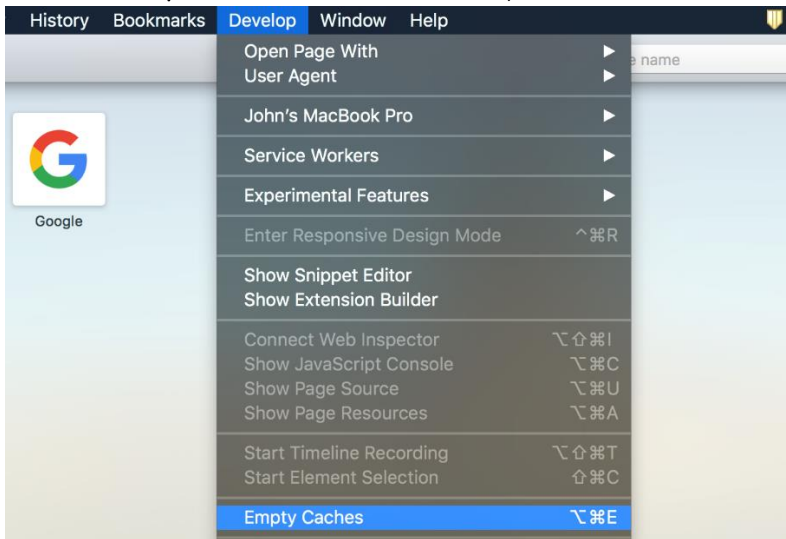 History Bookmarks Develop Window Help
Open Page With ▶
e name
User Agent ▶
John's MacBook Pro ▶
Service Workers ▶
Experimental Features ▶
Google
Enter Responsive Design Mode ^⌘R
Show Snippet Editor
Show Extension Builder
Connect Web Inspector ⌥⇧⌘I
Show JavaScript Console ⌥⌘C
Show Page Source ⌥⌘U
Show Page Resources ⌥⌘A
Start Timeline Recording ⌥⇧⌘T
Start Element Selection ⇧⌘C
Empty Caches ⌥⌘E